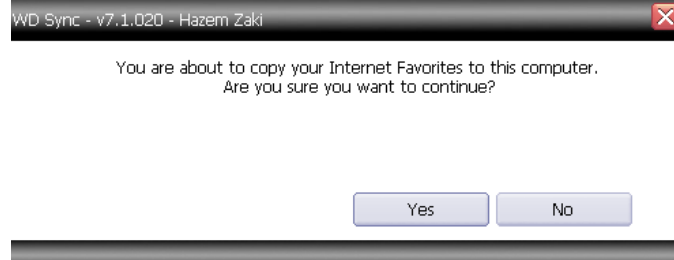 WD Sync - v7.1.020 - Hazem Zaki
You are about to copy your Internet Favorites to this computer.
Are you sure you want to continue?
Yes No